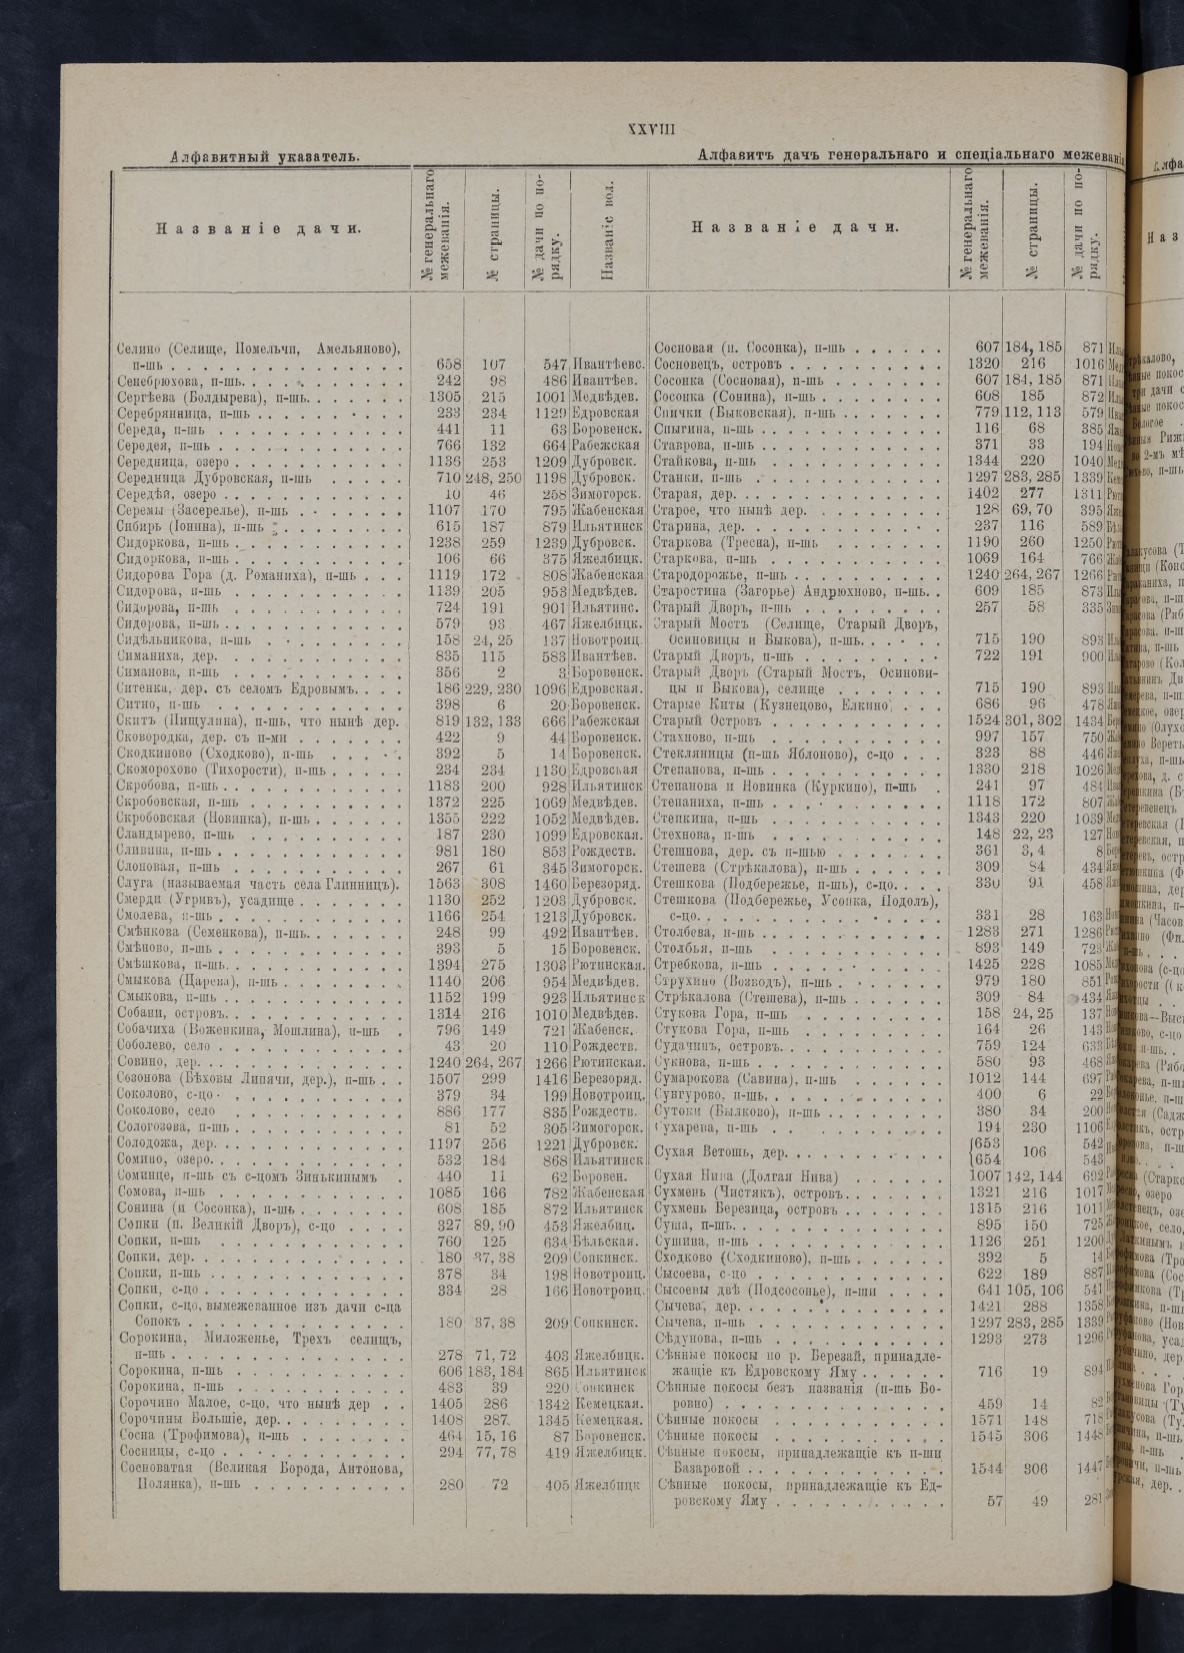 XXVIII
Алфавитный указатель.
Алфавитъ дачъ генеральнаго и спеціальнаго межеванія
Названіе дачи.
№ генеральнаго межеванія.
№ страницы.
№ дачи по порядку.
Названіе вол.
Селино (Селище, Помельчи, Амельяново),
п-шь 658 107 547 Ивантѣевс.
Сенебрюхова, п-шь. 242 98 486 Ивантѣев.
Сергѣева (Болдырева), п-шь. 1305 215 1001 Медвѣдев.
Серебрянница, п-шь 233 234 1129 Едровская
Середа, п-шь 441 11 63 Боровенск.
Середея, п-шь 766 132 664 Рабежская
Середница, озеро 1136 253 1209 Дубровск.
Середница Дубровская, п-шь 710 248, 250 1198 Дубровск.
Середѣй, озеро 10 46 258 Зимогорск.
Серемы (Засерелье), п-шь 1107 170 795 Жабенская
Сибирь (Іонина), п-шь 615 187 879 Ильятинск
Сидоркова, п-шь 1238 259 1239 Дубровск.
Сидоркова, п-шь 106 66 375 Яжелбицк.
Сидорова Гора (д. Романиха), п-шь 1119 172 808 Жабенская
Сидорова, п-шь 1139 205 953 Медвѣдев.
Сидорова, п-шь 724 191 901 Ильятинс.
Сидорова, п-шь 579 93 467 Яжелбицк.
Сидѣльникова, п-шь 158 24, 25 137 Новотроиц.
Симаниха, дер. 835 115 583 Ивантѣев.
Симанова, п-шь 356 2 3 Боровенск.
Ситенка, дер. съ селомъ Едровымъ. 186 229, 230 1096 Едровская.
Ситно, п-шь 398 6 20 Боровенск.
Скитъ (Пищулина), п-шь, что нынѣ дер. 819 132, 133 666 Рабежская
Сковородка, дер. съ п-ми 422 9 44 Боровенск.
Скодкиново (Сходково), п-шь 392 5 14 Боровенск.
Скоморохово (Тихорости), п-шь 234 234 1130 Едровская
Скробова, п-шь 1183 200 928 Ильятинск
Скробовская, п-шь 1372 225 1069 Медвѣдев.
Скробовская (Новинка), п-шь 1355 222 1052 Медвѣдев.
Сландырево, п-шь 187 230 1099 Едровская.
Сливина, п-шь 981 180 853 Рождеств.
Слоновая, п-шь 267 61 345 Зимогорск.
Слуга (называемая часть села Глинницъ). 1563 308 1460 Березоряд.
Смерди (Угривъ), усадище 1130 252 1203 Дубровск.
Смолева, п-шь 1166 254 1213 Дубровск.
Смѣнкова (Семенкова), п-шь. 248 99 492 Ивантѣев.
Смѣново, п-шь 393 5 15 Боровенск.
Смѣшкова, п-шь. 1394 275 1303 Рютинская.
Смыкова (Царева), п-шь 1140 206 954 Медвѣдев.
Смыкова, п-шь 1152 199 923 Ильятинск
Собани, островъ. 1314 216 1010 Медвѣдев.
Собачиха (Воженкина, Мошлина), п-шь 796 149 721 Жабенск.
Соболево, село 43 20 110 Рождеств.
Совино, дер. 1240 264, 267 1266 Рютинская.
Созонова (Бѣховы Липячи, дер.), п-шь 1507 299 1416 Березоряд.
Соколово, с-цо 379 34 199 Новотроиц.
Соколово, село 886 177 835 Рождеств.
Сологозова, п-шь 81 52 305 Зимогорск.
Солодожа, дер. 1197 256 1221 Дубровск.
Сомино, озеро. 532 184 868 Ильятинск
Соминце, п-шь съ с-цомъ Зинькинымъ 440 11 62 Боровен.
Сомова, п-шь 1085 166 782 Жабенская
Сонина (и Сосонка), п-шь 608 185 872 Ильятинск
Сопки (п. Великій Дворъ), с-цо 327 89, 90 453 Яжелбиц.
Сопки, п-шь 760 125 634 Бѣльская.
Сопки, дер. 180 37, 38 209 Сопкинск.
Сопки, п-шь 378 34 198 Новотроиц.
Сопки, с-цо 334 28 166 Новотроиц.
Сопки, с-цо, вымежеванное изъ дачи с-ца
Сопокъ 180 37, 38 209 Сопкинск.
Сорокина, Миложенье, Трехъ селищъ,
п-шь 278 71, 72 403 Яжелбицк.
Сорокина, п-шь 606 183, 184 865 Ильятинск
Сорокина, п-шь 483 39 220 Сопкинск
Сорочино Малое, с-цо, что нынѣ дер 1405 286 1342 Кемецкая.
Сорочины Большіе, дер. 1408 287 1345 Кемецкая.
Сосна (Трофимова), п-шь 464 15, 16 87 Боровенск.
Сосницы, с-цо 294 77, 78 419 Яжелбицк.
Сосноватая (Великая Борода, Антонова,
Полянка), п-шь 280 72 405 Яжелбицк
Названіе дачи.
№ генеральнаго межеванія.
№ страницы.
№ дачи по порядку.
Сосновая (п. Сосонка), п-шь 607 184, 185 871
Сосновецъ, островъ 1320 216 1016
Сосонка (Сосновая), п-шь 607 184, 185 871
Сосонка (Сонина), п-шь 608 185 872
Спички (Быковская), п-шь 779 112, 113 579
Спыгина, п-шь 116 68 385
Ставрова, п-шь 371 33 194
Стайкова, п-шь 1344 220 1040
Станки, п-шь 1297 283, 285 1339
Старая, дер. 1402 277 1311
Старое, что нынѣ дер. 128 69, 70 395
Старина, дер. 237 116 589
Старкова (Тресна), п-шь 1190 260 1250
Старкова, п-шь 1069 164 766
Стародорожье, п-шь 1240 264, 267 1266
Старостина (Загорье) Андрюхново, п-шь. 609 185 873
Старый Дворъ, п-шь 257 58 335
Старый Мостъ (Селище, Старый Дворъ,
Осиновицы и Быкова), п-шь. 715 190 893
Старый Дворъ, п-шь 722 191 900
Старый Дворъ (Старый Мостъ, Осинови-
цы и Быкова), селище 715 190 893
Старые Киты (Кузнецово, Елкино) 686 96 478
Старый Островъ 1524 301, 302 1434
Стахново, п-шь 997 157 750
Стекляницы (п-шь Яблоново), с-цо 323 88 446
Степанова, п-шь 1330 218 1026
Степанова и Новинка (Куркино), п-шь 241 97 484
Степаниха, п-шь 1118 172 807
Степкина, п-шь 1343 220 1039
Стехнова, п-шь 148 22, 23 127
Стешнова, дер. съ п-шью 361 3, 4 8
Стешева (Стрѣкалова), п-шь 309 84 434
Стешкова (Подбережье, п-шь), с-цо. 330 91 458
Стешкова (Подбережье, Усопка, Подолъ),
с-цо. 331 28 163
Столбова, п-шь 1283 271 1286
Столбья, п-шь 893 149 723
Стребкова, п-шь 1425 228 1085
Струхино (Возводъ), п-шь 979 180 851
Стрѣкалова (Стешева), п-шь 309 84 434
Стукова Гора, п-шь 158 24, 25 137
Стукова Гора, п-шь 164 26 143
Судачинъ, островъ. 759 124 633
Сукнова, п-шь 580 93 468
Сумарокова (Савина), п-шь 1012 144 697
Сунгурово, п-шь. 400 6 22
Сутоки (Вылково), п-шь 380 34 200
Сухарева, п-шь 194 230 1106
Сухая Ветошь, дер. {653 {654 106 542 543
Сухая Нива (Долгая Нива) 1007 142, 144 692
Сухмень (Чистякъ), островъ. 1321 216 1017
Сухмень Березица, островъ 1315 216 1011
Суша, п-шь. 895 150 725
Сушина, п-шь 1126 251 1200
Сходково (Сходкиново), п-шь 392 5 14
Сысоева, с-цо 622 189 887
Сысоевы двѣ (Подсосонье), п-ши 641 105, 106 541
Сычева, дер. 1421 288 1358
Сычева, п-шь 1297 283, 285 1339
Сѣдунова, п-шь 1293 273 1296
Сѣнные покосы по р. Березай, принадле-
жащіе къ Едровскому Яму 716 19 894
Сѣнные покосы безъ названія (п-шь Бо-
ровно) 459 14 82
Сѣнные покосы 1571 148 718
Сѣнные покосы 1545 306 1448
Сѣнные покосы, принадлежащіе къ п-ши
Базаровой 1544 306 1447
Сѣнные покосы, принадлежащіе къ Ед-
ровскому Яму 57 49 281